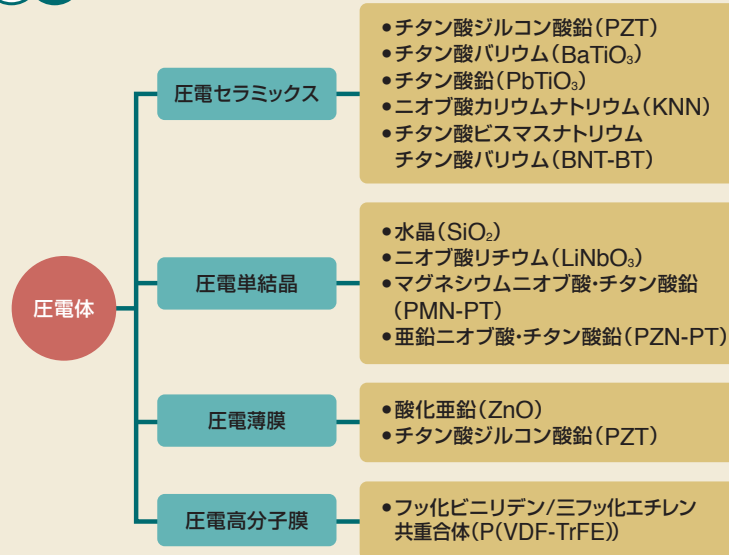 圧電体
圧電セラミックス
•チタン酸ジルコン酸鉛(PZT)
•チタン酸バリウム(BaTiO₃)
•チタン酸鉛(PbTiO₃)
•ニオブ酸カリウムナトリウム(KNN)
•チタン酸ビスマスナトリウム
チタン酸バリウム(BNT-BT)
圧電単結晶
•水晶(SiO₂)
•ニオブ酸リチウム(LiNbO₃)
•マグネシウムニオブ酸・チタン酸鉛
(PMN-PT)
•亜鉛ニオブ酸・チタン酸鉛(PZN-PT)
圧電薄膜
•酸化亜鉛(ZnO)
•チタン酸ジルコン酸鉛(PZT)
圧電高分子膜
•フッ化ビニリデン/三フッ化エチレン
共重合体(P(VDF-TrFE))